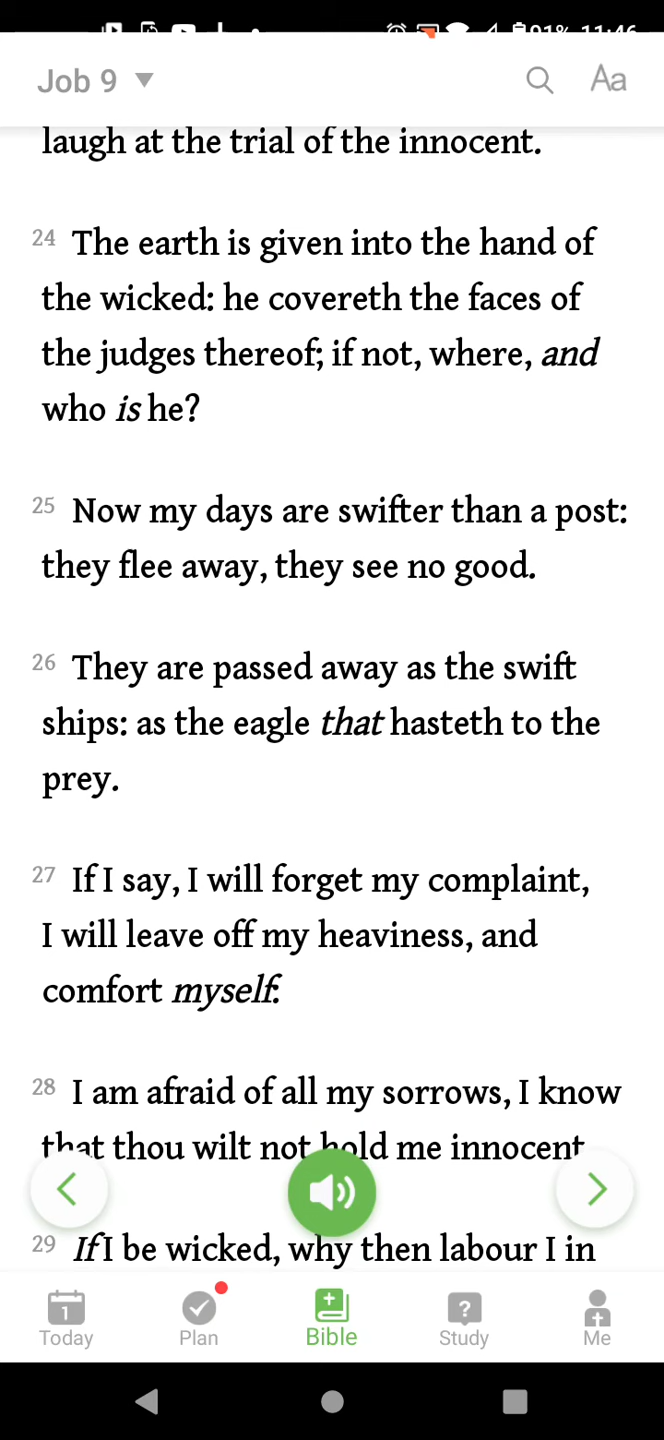 91% 11:46
Job 9
Aa
laugh at the trial of the innocent.
24 The earth is given into the hand of
the wicked: he covereth the faces of
the judges thereof; if not, where, and
who is he?
25 Now my days are swifter than a post:
they flee away, they see no good.
26 They are passed away as the swift
ships: as the eagle that hasteth to the
prey.
27 If I say, I will forget my complaint,
I will leave off my heaviness, and
comfort myself:
28 I am afraid of all my sorrows, I know
that thou wilt not hold me innocent
29 If I be wicked, why then labour I in
1
Today
Plan
Bible
Study
Me